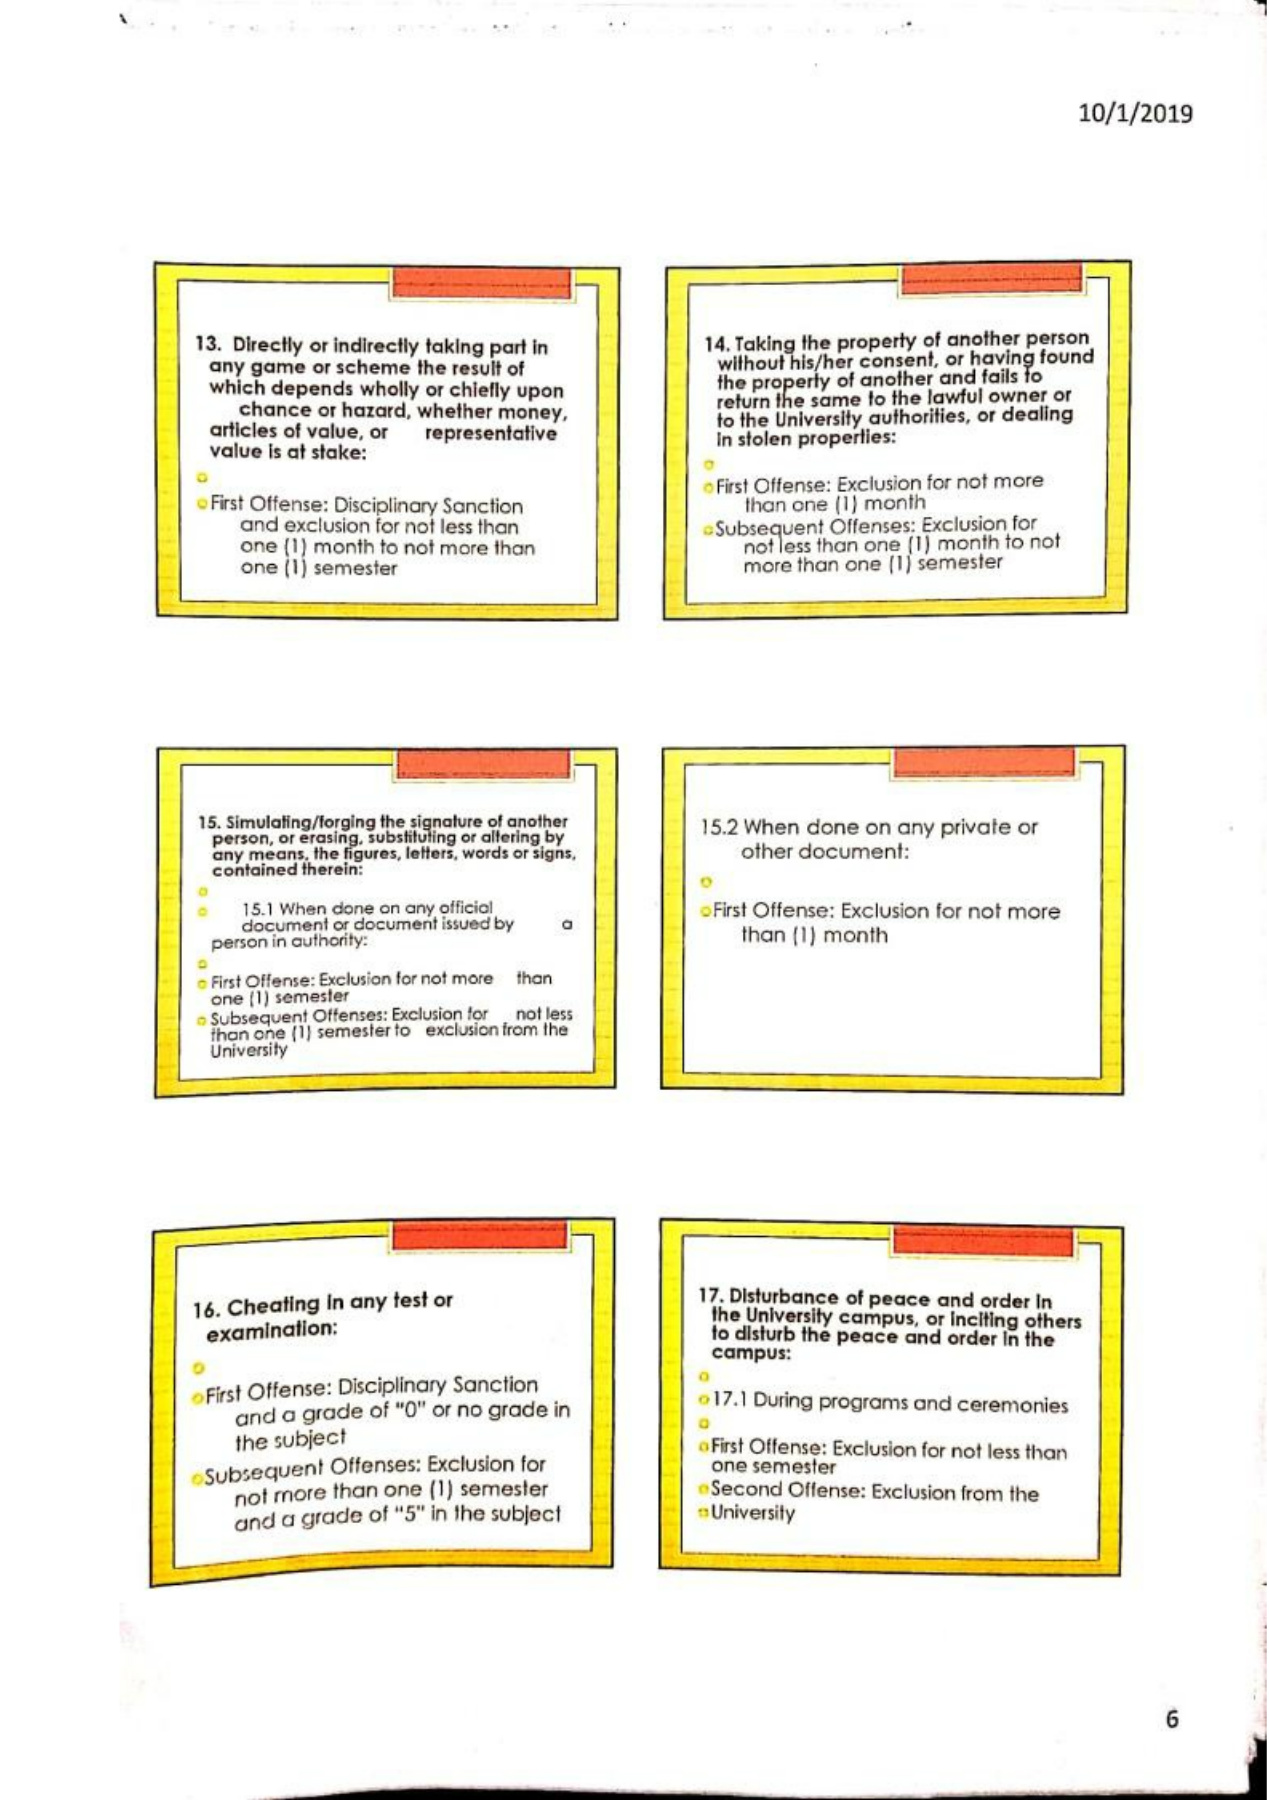 10/1/2019
13. Directly or indirectly taking part in
any game or scheme the result of
which depends wholly or chiefly upon
chance or hazard, whether money,
articles of value, or representative
value is at stake:
First Offense: Disciplinary Sanction
and exclusion for not less than
one (1) month to not more than
one (1) semester
14. Taking the property of another person
without his/her consent, or having found
the property of another and fails to
return the same to the lawful owner or
to the University authorities, or dealing
in stolen properties:
First Offense: Exclusion for not more
than one (1) month
Subsequent Offenses: Exclusion for
not less than one (1) month to not
more than one (1) semester
15. Simulating/forging the signature of another
person, or erasing, substituting or altering by
any means, the figures, letters, words or signs,
contained therein:
15.1 When done on any official
document or document issued by a
person in authority:
First Offense: Exclusion for not more than
one (1) semester
Subsequent Offenses: Exclusion for not less
than one (1) semester to exclusion from the
University
15.2 When done on any private or
other document:
First Offense: Exclusion for not more
than (1) month
16. Cheating in any test or
examination:
First Offense: Disciplinary Sanction
and a grade of "0" or no grade in
the subject
Subsequent Offenses: Exclusion for
not more than one (1) semester
and a grade of "5" in the subject
17. Disturbance of peace and order in
the University campus, or inciting others
to disturb the peace and order in the
campus:
17.1 During programs and ceremonies
First Offense: Exclusion for not less than
one semester
Second Offense: Exclusion from the
University
6